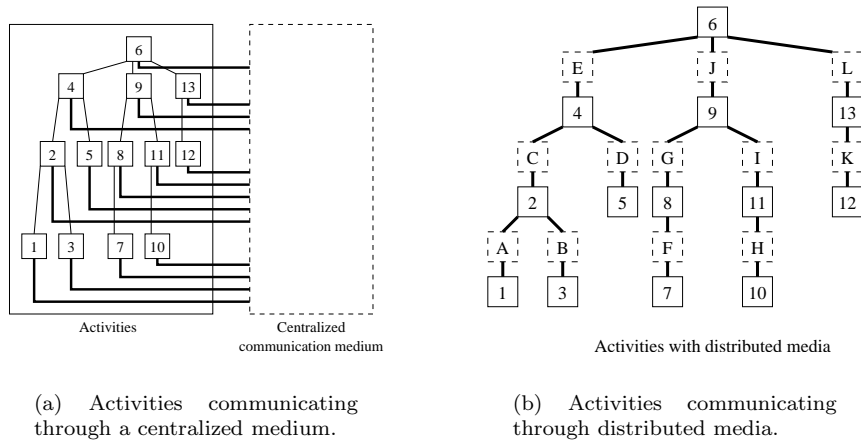 6
4 9 13
2 5 8 11 12
1 3 7 10
Activities
Centralized
communication medium
(a) Activities communicating
through a centralized medium.
6
E J L
4 9 13
C D G I K
2 5 8 11 12
A B F H
1 3 7 10
Activities with distributed media
(b) Activities communicating
through distributed media.